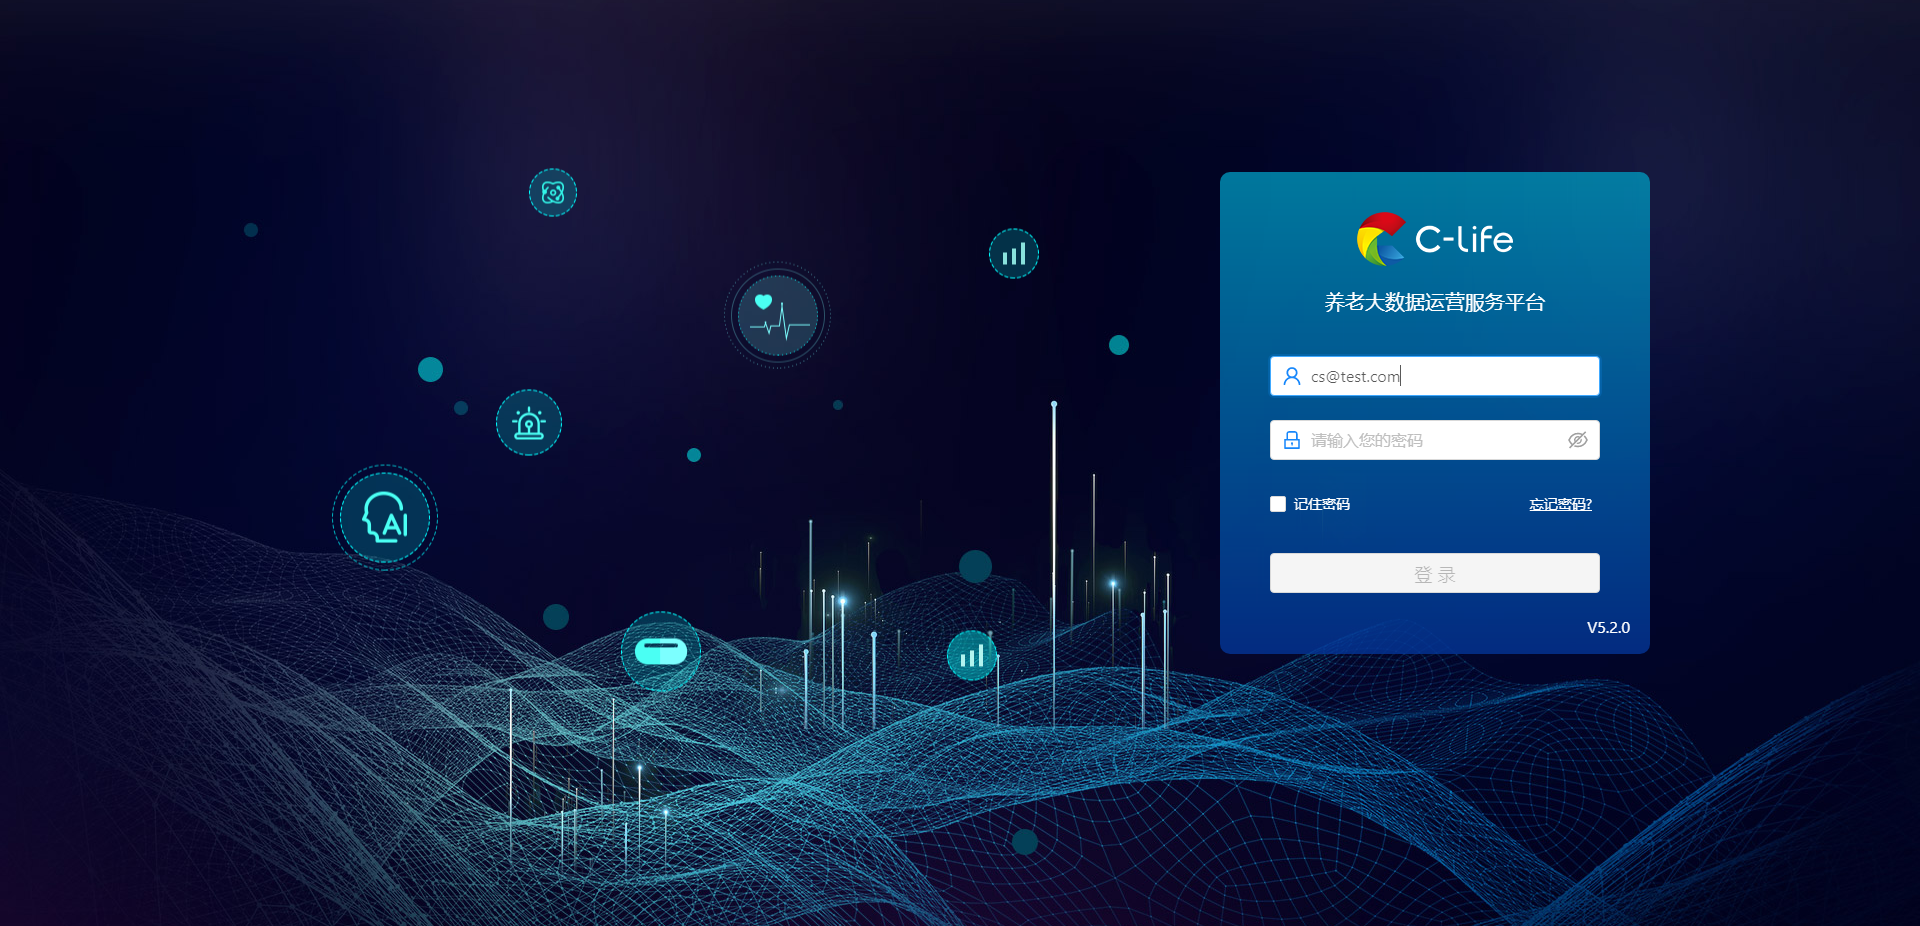 AI
C-life
养老大数据运营服务平台
cs@test.com
请输入您的密码
记住密码 忘记密码?
登 录
V5.2.0